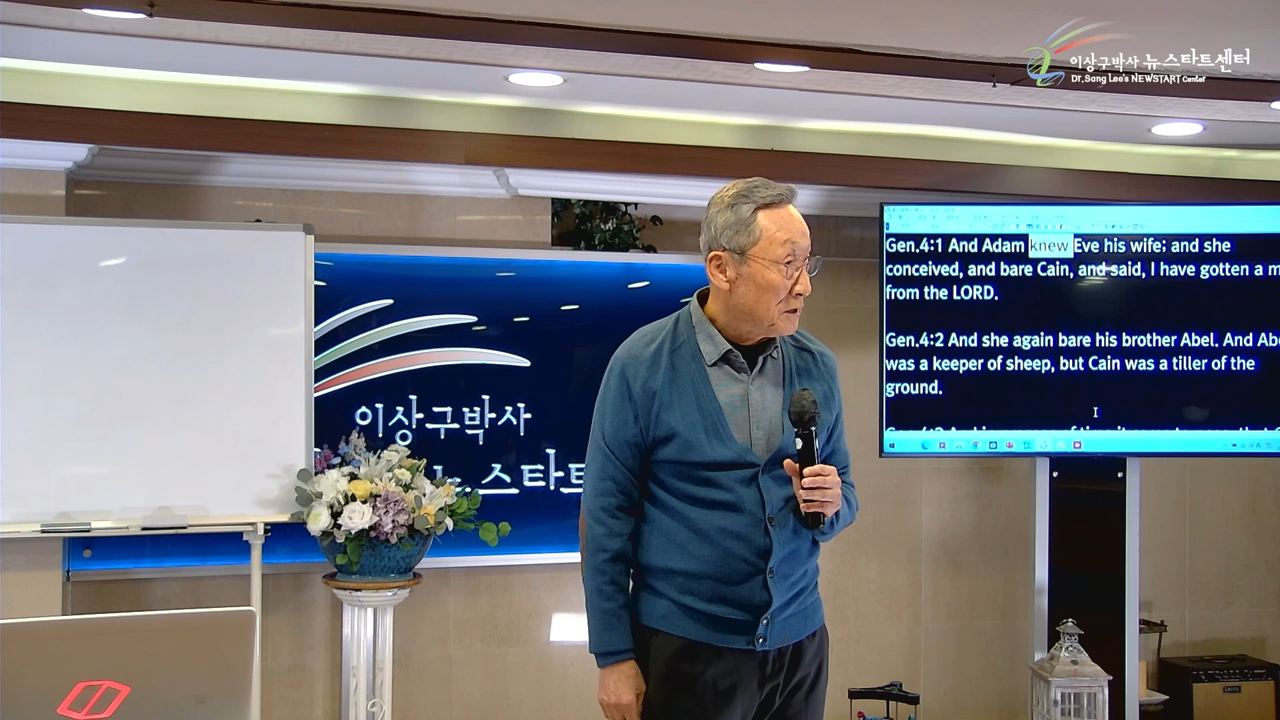 이상구박사 뉴스타트센터
Dr.Sang Lee's NEWSTART Center
Gen.4:1 And Adam knew Eve his wife; and she
conceived, and bare Cain, and said, I have gotten a m
from the LORD.
Gen.4:2 And she again bare his brother Abel. And Abe
was a keeper of sheep, but Cain was a tiller of the
ground.
이상구박사
뉴스타트